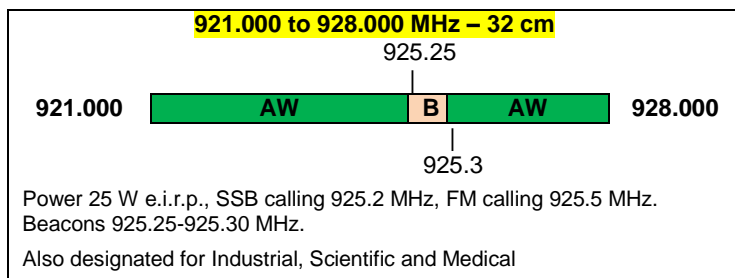 921.000 to 928.000 MHz – 32 cm
925.25
921.000 AW B AW 928.000
925.3
Power 25 W e.i.r.p., SSB calling 925.2 MHz, FM calling 925.5 MHz.
Beacons 925.25-925.30 MHz.
Also designated for Industrial, Scientific and Medical